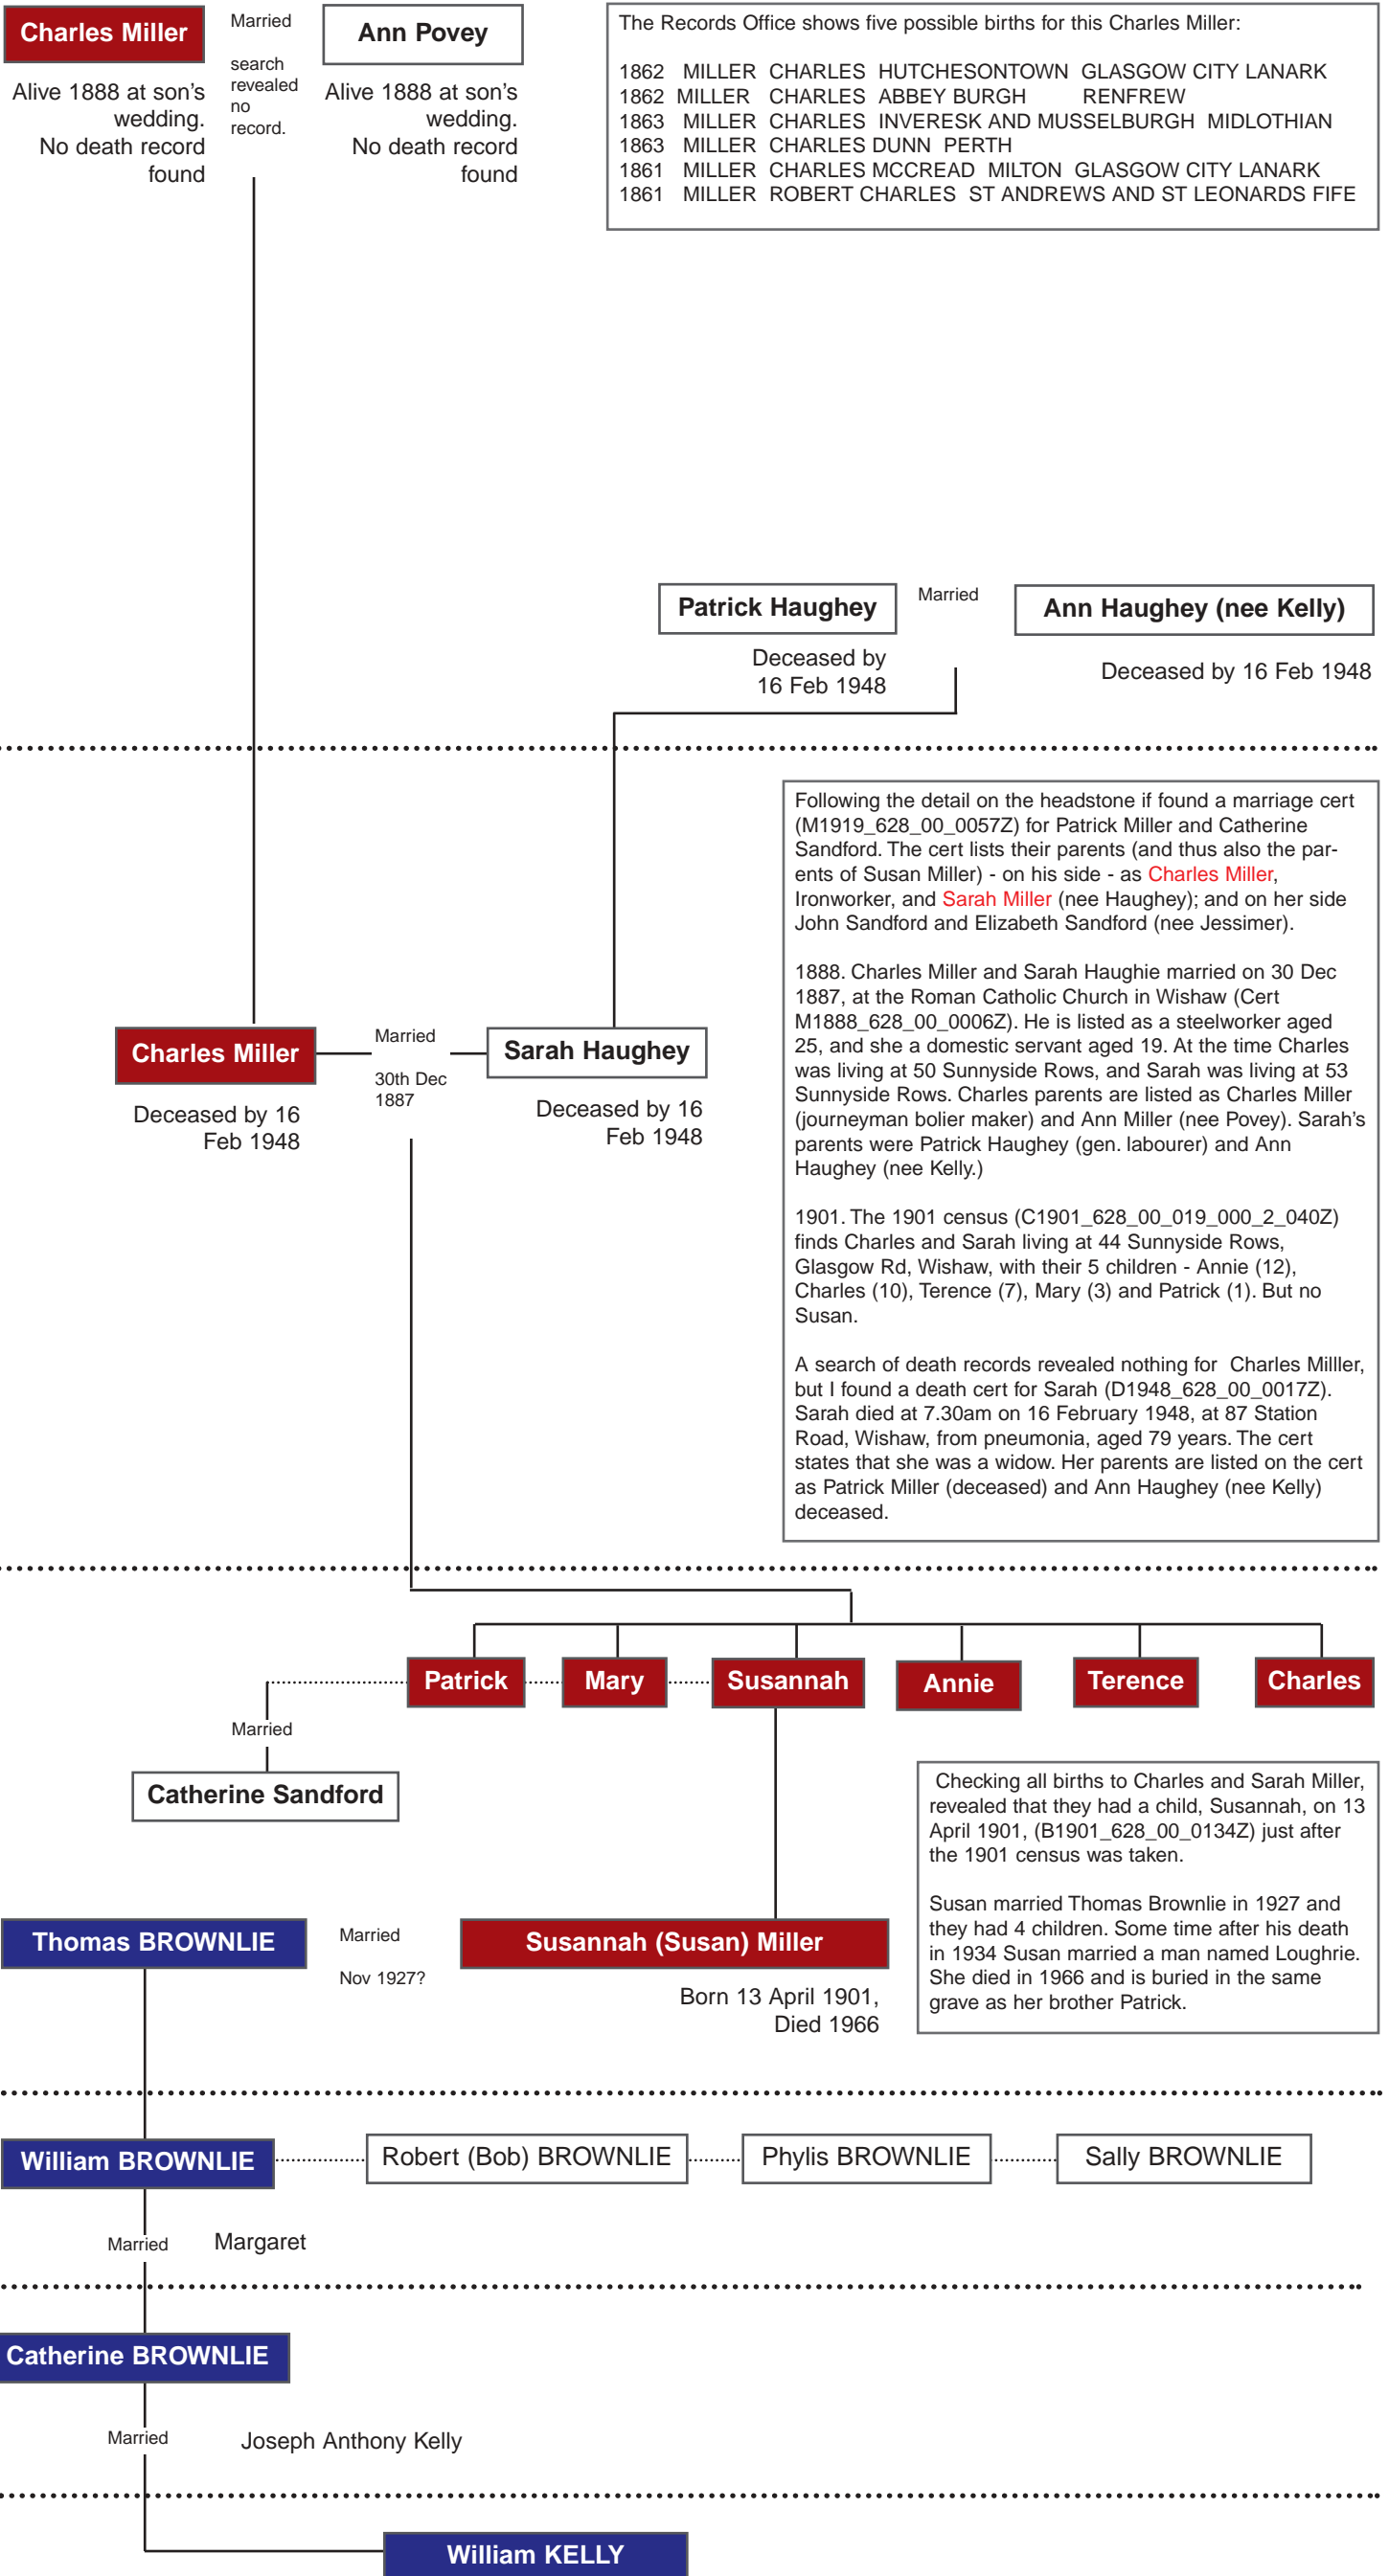 Charles Miller
Married
search
revealed
no
record.
Ann Povey
Alive 1888 at son's
wedding.
No death record
found
Alive 1888 at son's
wedding.
No death record
found
The Records Office shows five possible births for this Charles Miller:
1862 MILLER CHARLES HUTCHESONTOWN GLASGOW CITY LANARK
1862 MILLER CHARLES ABBEY BURGH RENFREW
1863 MILLER CHARLES INVERESK AND MUSSELBURGH MIDLOTHIAN
1863 MILLER CHARLES DUNN PERTH
1861 MILLER CHARLES MCCREAD MILTON GLASGOW CITY LANARK
1861 MILLER ROBERT CHARLES ST ANDREWS AND ST LEONARDS FIFE
Patrick Haughey
Married
Ann Haughey (nee Kelly)
Deceased by
16 Feb 1948
Deceased by 16 Feb 1948
Following the detail on the headstone if found a marriage cert
(M1919_628_00_0057Z) for Patrick Miller and Catherine
Sandford. The cert lists their parents (and thus also the par-
ents of Susan Miller) - on his side - as Charles Miller,
Ironworker, and Sarah Miller (nee Haughey); and on her side
John Sandford and Elizabeth Sandford (nee Jessimer).
1888. Charles Miller and Sarah Haughie married on 30 Dec
1887, at the Roman Catholic Church in Wishaw (Cert
M1888_628_00_0006Z). He is listed as a steelworker aged
25, and she a domestic servant aged 19. At the time Charles
was living at 50 Sunnyside Rows, and Sarah was living at 53
Sunnyside Rows. Charles parents are listed as Charles Miller
(journeyman bolier maker) and Ann Miller (nee Povey). Sarah's
parents were Patrick Haughey (gen. labourer) and Ann
Haughey (nee Kelly.)
1901. The 1901 census (C1901_628_00_019_000_2_040Z)
finds Charles and Sarah living at 44 Sunnyside Rows,
Glasgow Rd, Wishaw, with their 5 children - Annie (12),
Charles (10), Terence (7), Mary (3) and Patrick (1). But no
Susan.
A search of death records revealed nothing for Charles Milller,
but I found a death cert for Sarah (D1948_628_00_0017Z).
Sarah died at 7.30am on 16 February 1948, at 87 Station
Road, Wishaw, from pneumonia, aged 79 years. The cert
states that she was a widow. Her parents are listed on the cert
as Patrick Miller (deceased) and Ann Haughey (nee Kelly)
deceased.
Charles Miller
Married
30th Dec
1887
Sarah Haughey
Deceased by 16
Feb 1948
Deceased by 16
Feb 1948
Patrick
Mary
Susannah
Annie
Terence
Charles
Married
Catherine Sandford
Checking all births to Charles and Sarah Miller,
revealed that they had a child, Susannah, on 13
April 1901, (B1901_628_00_0134Z) just after
the 1901 census was taken.
Susan married Thomas Brownlie in 1927 and
they had 4 children. Some time after his death
in 1934 Susan married a man named Loughrie.
She died in 1966 and is buried in the same
grave as her brother Patrick.
Thomas BROWNLIE
Married
Nov 1927?
Susannah (Susan) Miller
Born 13 April 1901,
Died 1966
William BROWNLIE
Robert (Bob) BROWNLIE
Phylis BROWNLIE
Sally BROWNLIE
Married
Margaret
Catherine BROWNLIE
Married
Joseph Anthony Kelly
William KELLY